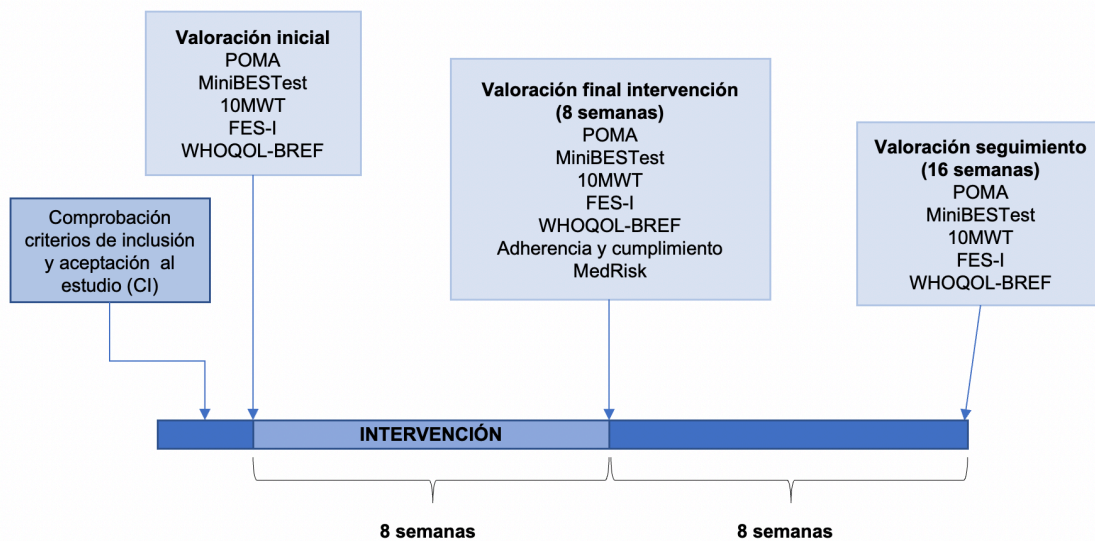 Valoración inicial
POMA
MiniBESTest
10MWT
FES-I
WHOQOL-BREF
Valoración final intervención
(8 semanas)
POMA
MiniBESTest
10MWT
FES-I
WHOQOL-BREF
Adherencia y cumplimiento
MedRisk
Valoración seguimiento
(16 semanas)
POMA
MiniBESTest
10MWT
FES-I
WHOQOL-BREF
Comprobación
criterios de inclusión
y aceptación al
estudio (CI)
INTERVENCIÓN
8 semanas
8 semanas